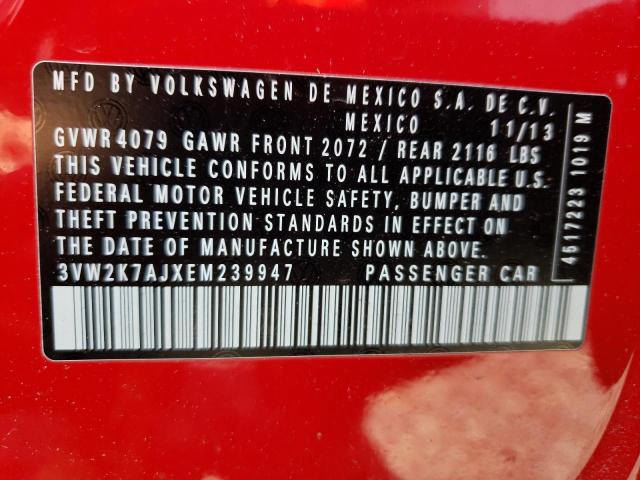 MFD BY VOLKSWAGEN DE MEXICO S.A. DE C.V.
MEXICO 11/13
GVWR 4079 GAWR FRONT 2072 / REAR 2116 LBS
THIS VEHICLE CONFORMS TO ALL APPLICABLE U.S.
FEDERAL MOTOR VEHICLE SAFETY, BUMPER AND
THEFT PREVENTION STANDARDS IN EFFECT ON
THE DATE OF MANUFACTURE SHOWN ABOVE.
3VW2K7AJXEM239947 PASSENGER CAR
4517223 1019 M